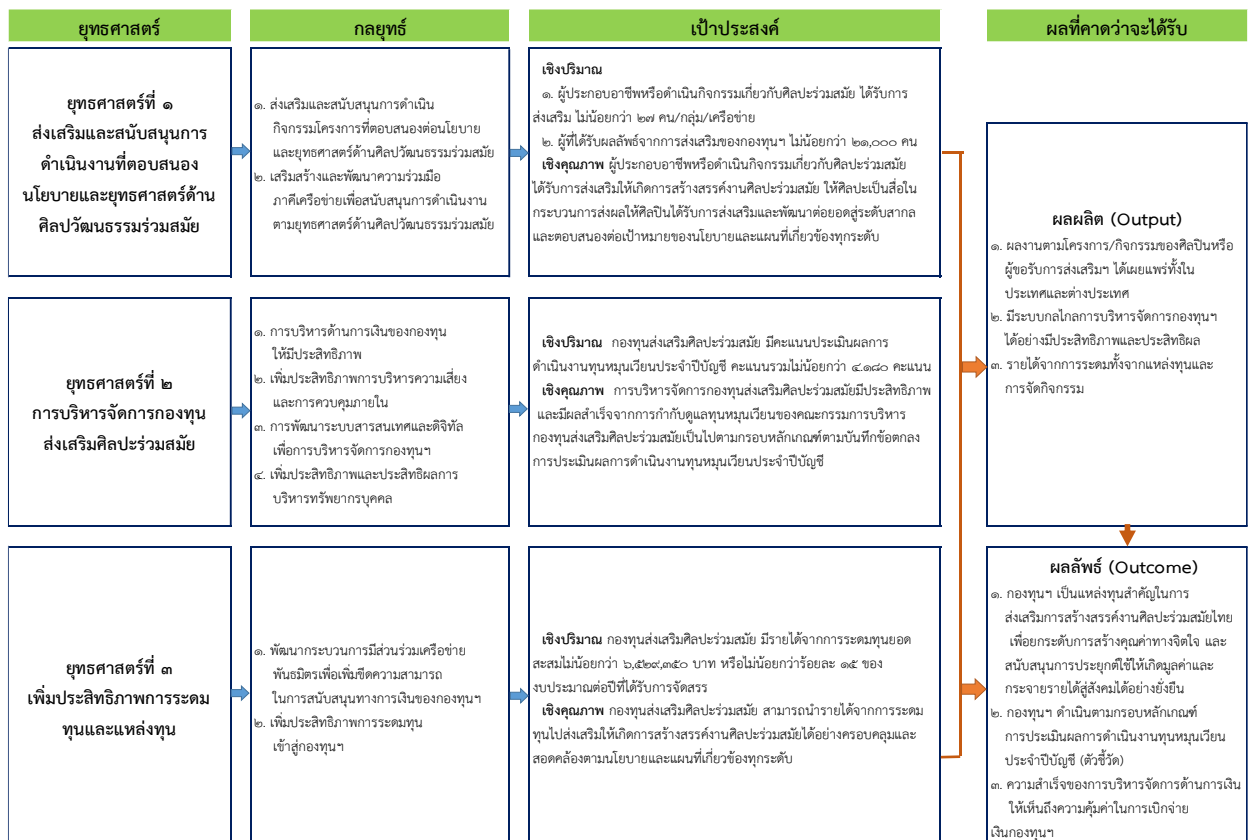 ยุทธศาสตร์
กลยุทธ์
เป้าประสงค์
ผลที่คาดว่าจะได้รับ
ยุทธศาสตร์ที่ ๑
ส่งเสริมและสนับสนุนการ
ดำเนินงานที่ตอบสนอง
นโยบายและยุทธศาสตร์ด้าน
ศิลปวัฒนธรรมร่วมสมัย
๑. ส่งเสริมและสนับสนุนการดำเนิน
กิจกรรมโครงการที่ตอบสนองต่อนโยบาย
และยุทธศาสตร์ด้านศิลปวัฒนธรรมร่วมสมัย
๒. เสริมสร้างและพัฒนาความร่วมมือ
ภาคีเครือข่ายเพื่อสนับสนุนการดำเนินงาน
ตามยุทธศาสตร์ด้านศิลปวัฒนธรรมร่วมสมัย
เชิงปริมาณ
๑. ผู้ประกอบอาชีพหรือดำเนินกิจกรรมเกี่ยวกับศิลปะร่วมสมัย ได้รับการ
ส่งเสริม ไม่น้อยกว่า ๒๗ คน/กลุ่ม/เครือข่าย
๒. ผู้ที่ได้รับผลลัพธ์จากการส่งเสริมของกองทุนฯ ไม่น้อยกว่า ๒๑,๐๐๐ คน
เชิงคุณภาพ ผู้ประกอบอาชีพหรือดำเนินกิจกรรมเกี่ยวกับศิลปะร่วมสมัย
ได้รับการส่งเสริมให้เกิดการสร้างสรรค์งานศิลปะร่วมสมัย ให้ศิลปะเป็นสื่อใน
กระบวนการส่งผลให้ศิลปินได้รับการส่งเสริมและพัฒนาต่อยอดสู่ระดับสากล
และตอบสนองต่อเป้าหมายของนโยบายและแผนที่เกี่ยวข้องทุกระดับ
ยุทธศาสตร์ที่ ๒
การบริหารจัดการกองทุน
ส่งเสริมศิลปะร่วมสมัย
๑. การบริหารด้านการเงินของกองทุน
ให้มีประสิทธิภาพ
๒. เพิ่มประสิทธิภาพการบริหารความเสี่ยง
และการควบคุมภายใน
๓. การพัฒนาระบบสารสนเทศและดิจิทัล
เพื่อการบริหารจัดการกองทุนฯ
๔. เพิ่มประสิทธิภาพและประสิทธิผลการ
บริหารทรัพยากรบุคคล
เชิงปริมาณ กองทุนส่งเสริมศิลปะร่วมสมัย มีคะแนนประเมินผลการ
ดำเนินงานทุนหมุนเวียนประจำปีบัญชี คะแนนรวมไม่น้อยกว่า ๔.๑๘๐ คะแนน
เชิงคุณภาพ การบริหารจัดการกองทุนส่งเสริมศิลปะร่วมสมัยมีประสิทธิภาพ
และมีผลสำเร็จจากการกำกับดูแลทุนหมุนเวียนของคณะกรรมการบริหาร
กองทุนส่งเสริมศิลปะร่วมสมัยเป็นไปตามกรอบหลักเกณฑ์ตามบันทึกข้อตกลง
การประเมินผลการดำเนินงานทุนหมุนเวียนประจำปีบัญชี
ยุทธศาสตร์ที่ ๓
เพิ่มประสิทธิภาพการระดม
ทุนและแหล่งทุน
๑. พัฒนากระบวนการมีส่วนร่วมเครือข่าย
พันธมิตรเพื่อเพิ่มขีดความสามารถ
ในการสนับสนุนทางการเงินของกองทุนฯ
๒. เพิ่มประสิทธิภาพการระดมทุน
เข้าสู่กองทุนฯ
เชิงปริมาณ กองทุนส่งเสริมศิลปะร่วมสมัย มีรายได้จากการระดมทุนยอด
สะสมไม่น้อยกว่า ๖,๕๒๙,๓๕๐ บาท หรือไม่น้อยกว่าร้อยละ ๑๕ ของ
งบประมาณต่อปีที่ได้รับการจัดสรร
เชิงคุณภาพ กองทุนส่งเสริมศิลปะร่วมสมัย สามารถนำรายได้จากการระดม
ทุนไปส่งเสริมให้เกิดการสร้างสรรค์งานศิลปะร่วมสมัยได้อย่างครอบคลุมและ
สอดคล้องตามนโยบายและแผนที่เกี่ยวข้องทุกระดับ
ผลผลิต (Output)
๑. ผลงานตามโครงการ/กิจกรรมของศิลปินหรือ
ผู้ขอรับการส่งเสริมฯ ได้เผยแพร่ทั้งใน
ประเทศและต่างประเทศ
๒. มีระบบกลไกลการบริหารจัดการกองทุนฯ
ได้อย่างมีประสิทธิภาพและประสิทธิผล
๓. รายได้จากการระดมทั้งจากแหล่งทุนและ
การจัดกิจกรรม
ผลลัพธ์ (Outcome)
๑. กองทุนฯ เป็นแหล่งทุนสำคัญในการ
ส่งเสริมการสร้างสรรค์งานศิลปะร่วมสมัยไทย
เพื่อยกระดับการสร้างคุณค่าทางจิตใจ และ
สนับสนุนการประยุกต์ใช้ให้เกิดมูลค่าและ
กระจายรายได้สู่สังคมได้อย่างยั่งยืน
๒. กองทุนฯ ดำเนินตามกรอบหลักเกณฑ์
การประเมินผลการดำเนินงานทุนหมุนเวียน
ประจำปีบัญชี (ตัวชี้วัด)
๓. ความสำเร็จของการบริหารจัดการด้านการเงิน
ให้เห็นถึงความคุ้มค่าในการเบิกจ่าย
เงินกองทุนฯ